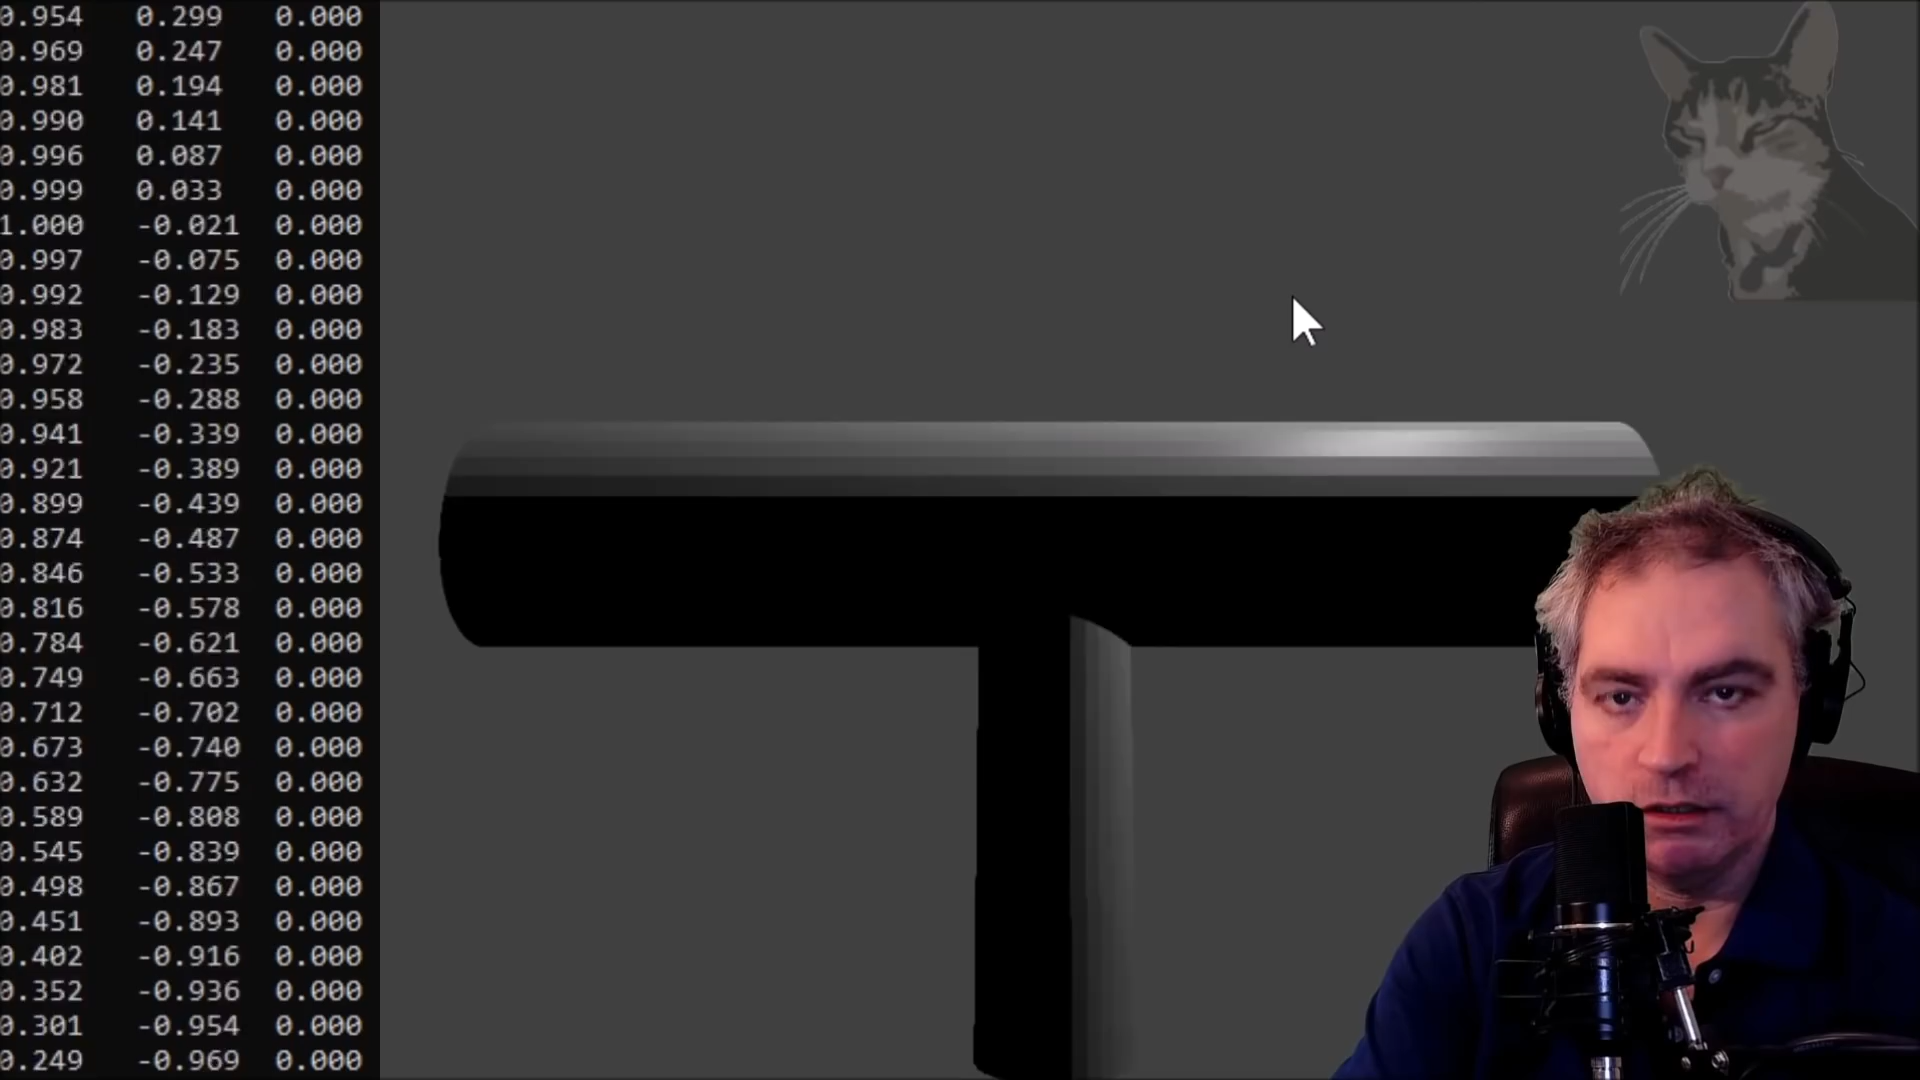 0.954 0.299 0.000
0.969 0.247 0.000
0.981 0.194 0.000
0.990 0.141 0.000
0.996 0.087 0.000
0.999 0.033 0.000
1.000 -0.021 0.000
0.997 -0.075 0.000
0.992 -0.129 0.000
0.983 -0.183 0.000
0.972 -0.235 0.000
0.958 -0.288 0.000
0.941 -0.339 0.000
0.921 -0.389 0.000
0.899 -0.439 0.000
0.874 -0.487 0.000
0.846 -0.533 0.000
0.816 -0.578 0.000
0.784 -0.621 0.000
0.749 -0.663 0.000
0.712 -0.702 0.000
0.673 -0.740 0.000
0.632 -0.775 0.000
0.589 -0.808 0.000
0.545 -0.839 0.000
0.498 -0.867 0.000
0.451 -0.893 0.000
0.402 -0.916 0.000
0.352 -0.936 0.000
0.301 -0.954 0.000
0.249 -0.969 0.000